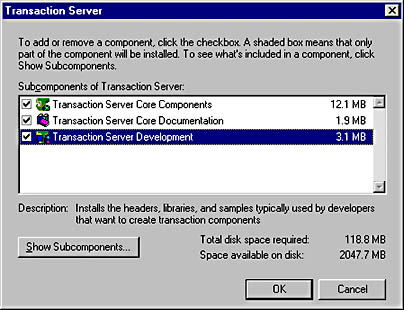 Transaction Server
To add or remove a component, click the checkbox. A shaded box means that only
part of the component will be installed. To see what's included in a component, click
Show Subcomponents.
Subcomponents of Transaction Server:
Transaction Server Core Components 12.1 MB
Transaction Server Core Documentation 1.9 MB
Transaction Server Development 3.1 MB
Description: Installs the headers, libraries, and samples typically used by developers
that want to create transaction components
Show Subcomponents...
Total disk space required: 118.8 MB
Space available on disk: 2047.7 MB
OK Cancel